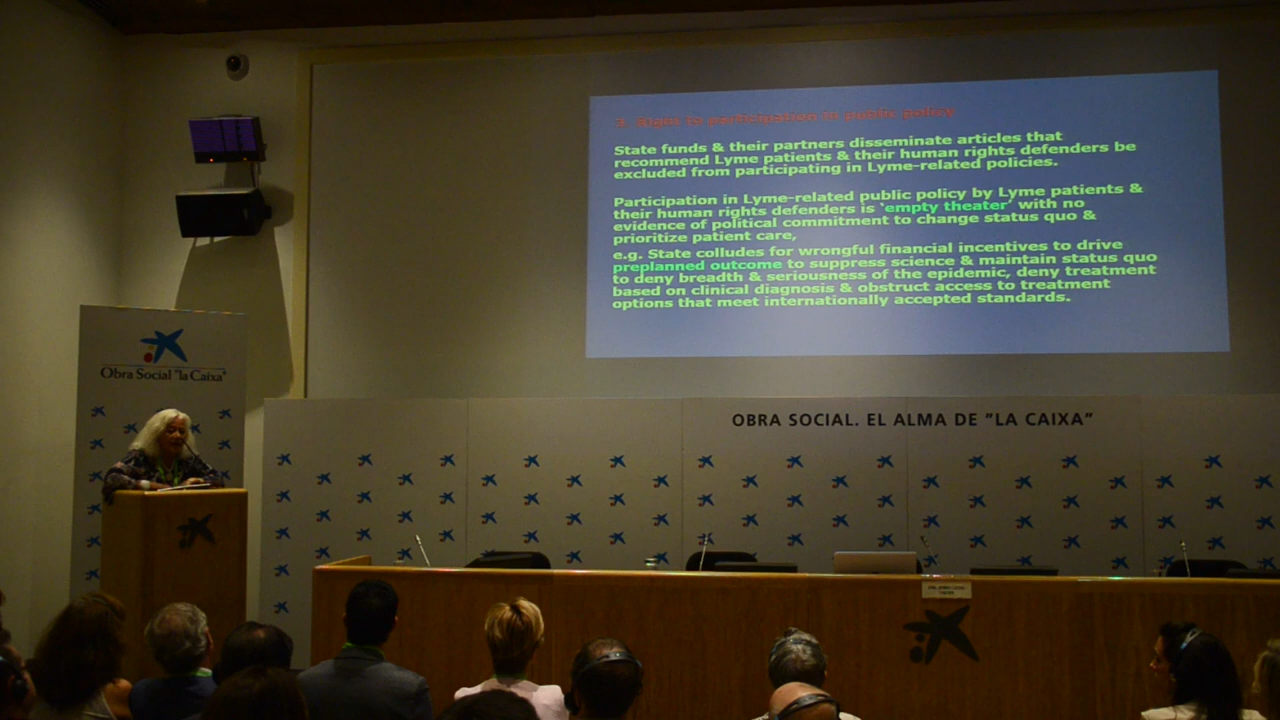 3. Right to participation in public policy
State funds & their partners disseminate articles that
recommend Lyme patients & their human rights defenders be
excluded from participating in Lyme-related policies.
Participation in Lyme-related public policy by Lyme patients &
their human rights defenders is ‘empty theater’ with no
evidence of political commitment to change status quo &
prioritize patient care,
e.g. State colludes for wrongful financial incentives to drive
preplanned outcome to suppress science & maintain status quo
to deny breadth & seriousness of the epidemic, deny treatment
based on clinical diagnosis & obstruct access to treatment
options that meet internationally accepted standards.
Obra Social "la Caixa"
OBRA SOCIAL. EL ALMA DE "LA CAIXA"